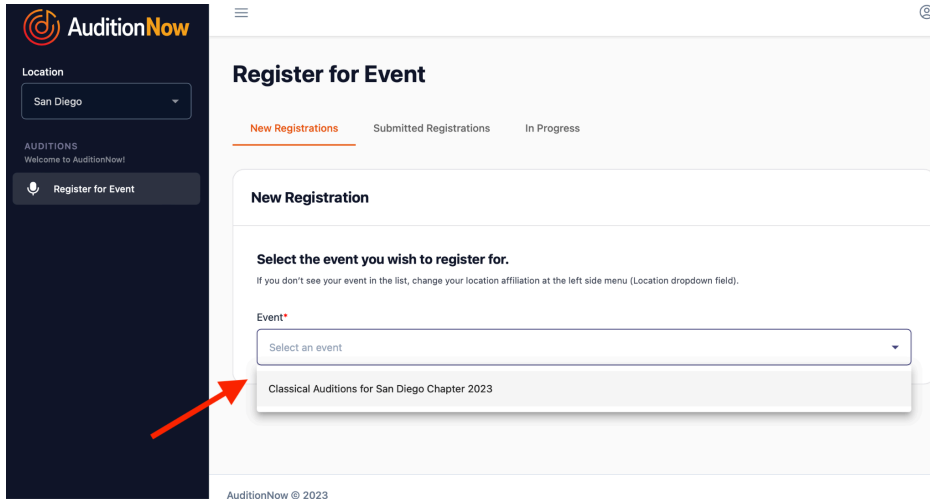 AuditionNow
Location
San Diego
AUDITIONS
Welcome to AuditionNow!
Register for Event
Register for Event
New Registrations Submitted Registrations In Progress
New Registration
Select the event you wish to register for.
If you don't see your event in the list, change your location affiliation at the left side menu (Location dropdown field).
Event*
Select an event
Classical Auditions for San Diego Chapter 2023
AuditionNow © 2023